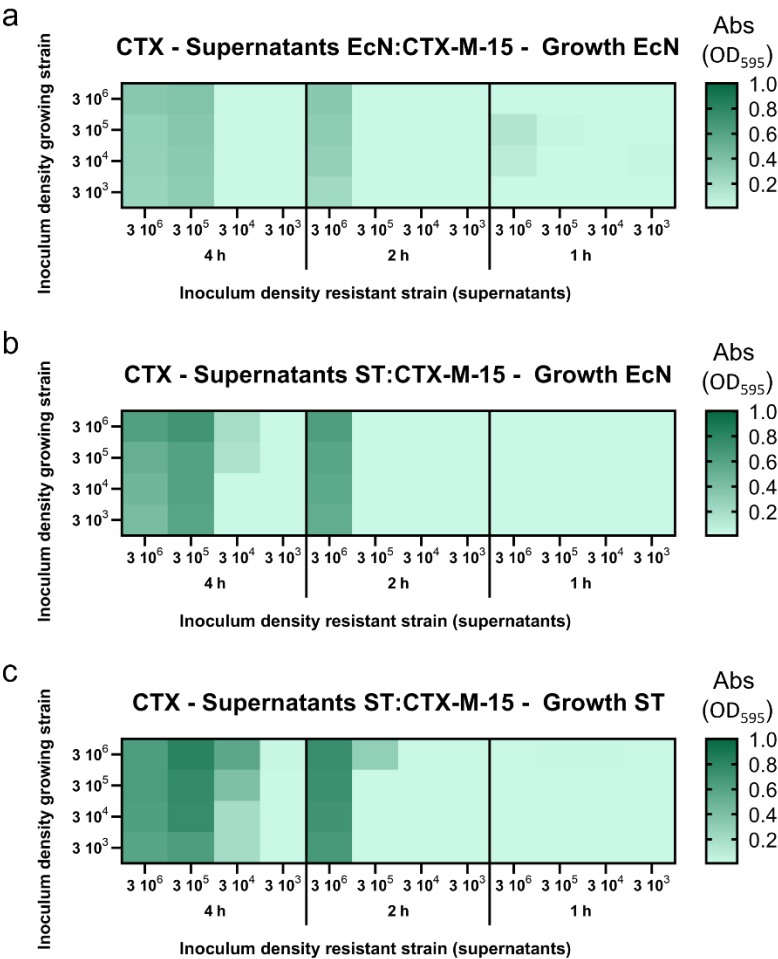 a
CTX - Supernatants EcN:CTX-M-15 - Growth EcN
Abs
(OD₅₉₅)
Inoculum density growing strain
3 10⁶
3 10⁵
3 10⁴
3 10³
1.0
0.8
0.6
0.4
0.2
3 10⁶ 3 10⁵ 3 10⁴ 3 10³ 3 10⁶ 3 10⁵ 3 10⁴ 3 10³ 3 10⁶ 3 10⁵ 3 10⁴ 3 10³
4 h 2 h 1 h
Inoculum density resistant strain (supernatants)
b
CTX - Supernatants ST:CTX-M-15 - Growth EcN
Abs
(OD₅₉₅)
Inoculum density growing strain
3 10⁶
3 10⁵
3 10⁴
3 10³
1.0
0.8
0.6
0.4
0.2
3 10⁶ 3 10⁵ 3 10⁴ 3 10³ 3 10⁶ 3 10⁵ 3 10⁴ 3 10³ 3 10⁶ 3 10⁵ 3 10⁴ 3 10³
4 h 2 h 1 h
Inoculum density resistant strain (supernatants)
c
CTX - Supernatants ST:CTX-M-15 - Growth ST
Abs
(OD₅₉₅)
Inoculum density growing strain
3 10⁶
3 10⁵
3 10⁴
3 10³
1.0
0.8
0.6
0.4
0.2
3 10⁶ 3 10⁵ 3 10⁴ 3 10³ 3 10⁶ 3 10⁵ 3 10⁴ 3 10³ 3 10⁶ 3 10⁵ 3 10⁴ 3 10³
4 h 2 h 1 h
Inoculum density resistant strain (supernatants)